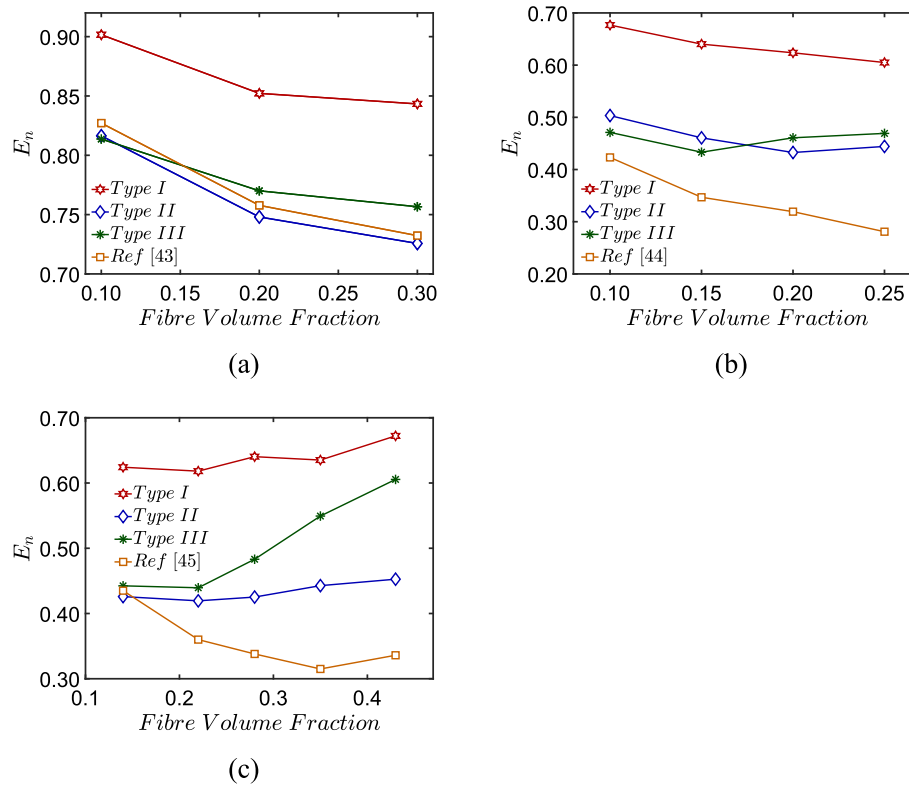 0.90
0.85
0.80
0.75
0.70
E_n
Type I
Type II
Type III
Ref [43]
0.10 0.15 0.20 0.25 0.30
Fibre Volume Fraction
(a)
0.70
0.60
0.50
0.40
0.30
0.20
E_n
Type I
Type II
Type III
Ref [44]
0.10 0.15 0.20 0.25
Fibre Volume Fraction
(b)
0.70
0.60
0.50
0.40
0.30
E_n
Type I
Type II
Type III
Ref [45]
0.1 0.2 0.3 0.4
Fibre Volume Fraction
(c)